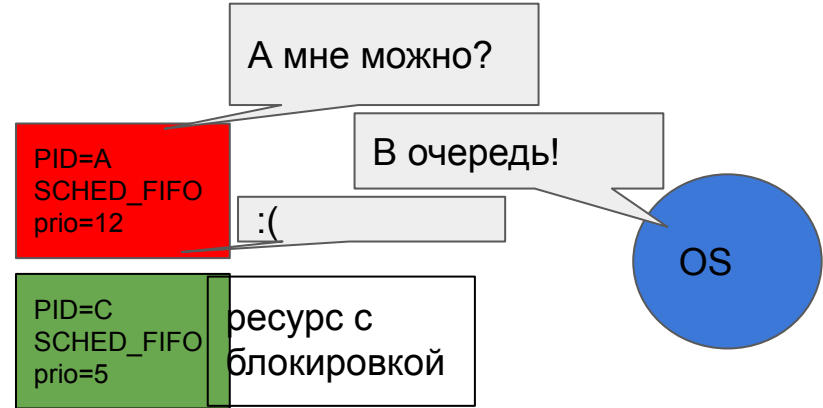 А мне можно?
В очередь!
PID=A
SCHED_FIFO
prio=12
:(
OS
PID=C
SCHED_FIFO
prio=5
ресурс с
блокировкой